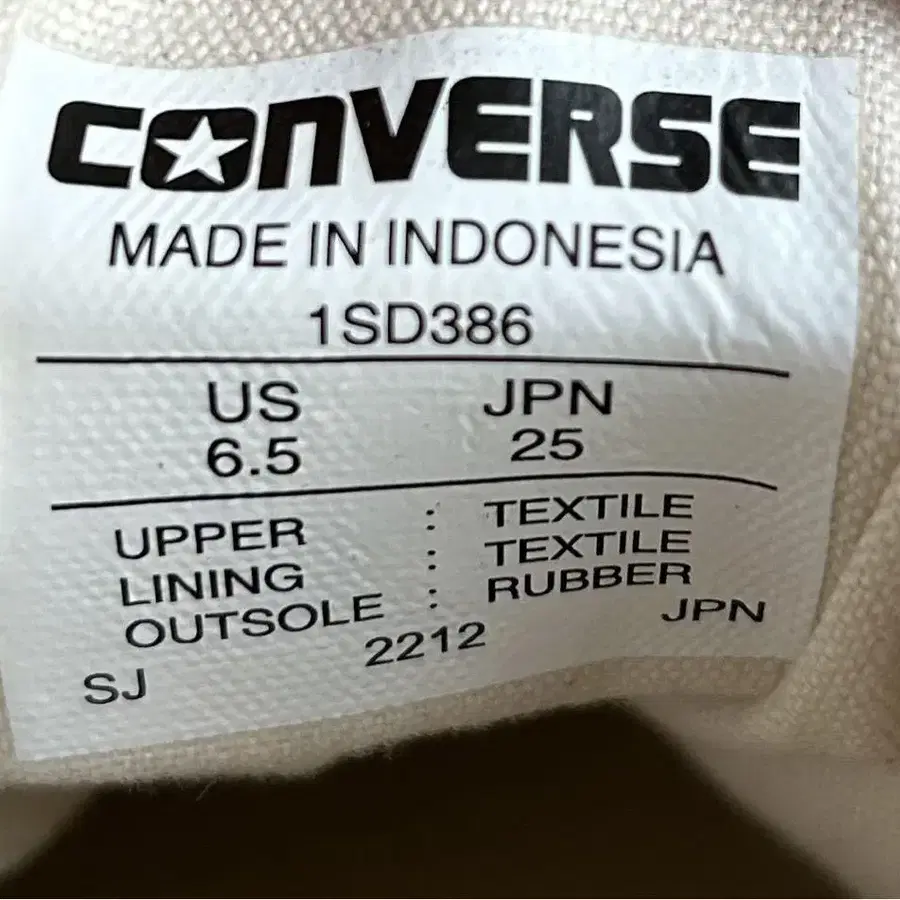 CONVERSE
MADE IN INDONESIA
1SD386
US JPN
6.5 25
UPPER : TEXTILE
LINING : TEXTILE
OUTSOLE : RUBBER
SJ 2212 JPN